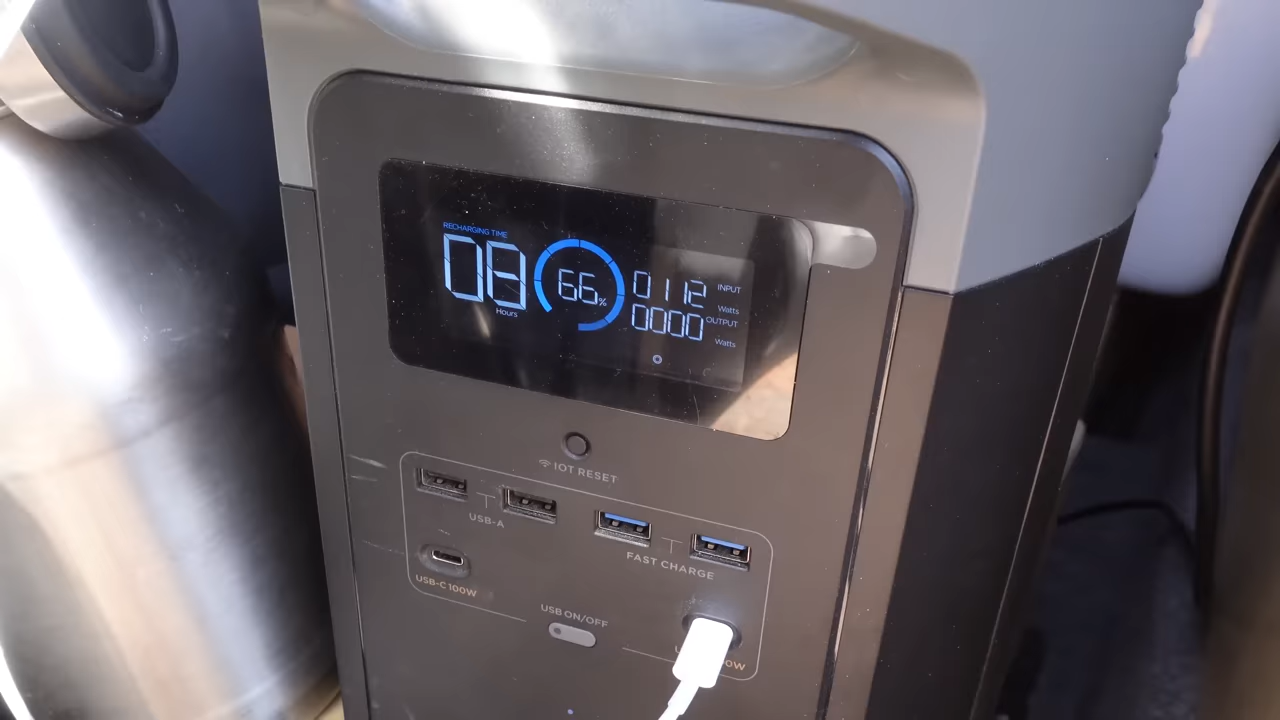 RECHARGING TIME
08
Hours
66%
0112 INPUT
Watts
0000 OUTPUT
Watts
IOT RESET
USB-A
FAST CHARGE
USB-C 100W
USB ON/OFF